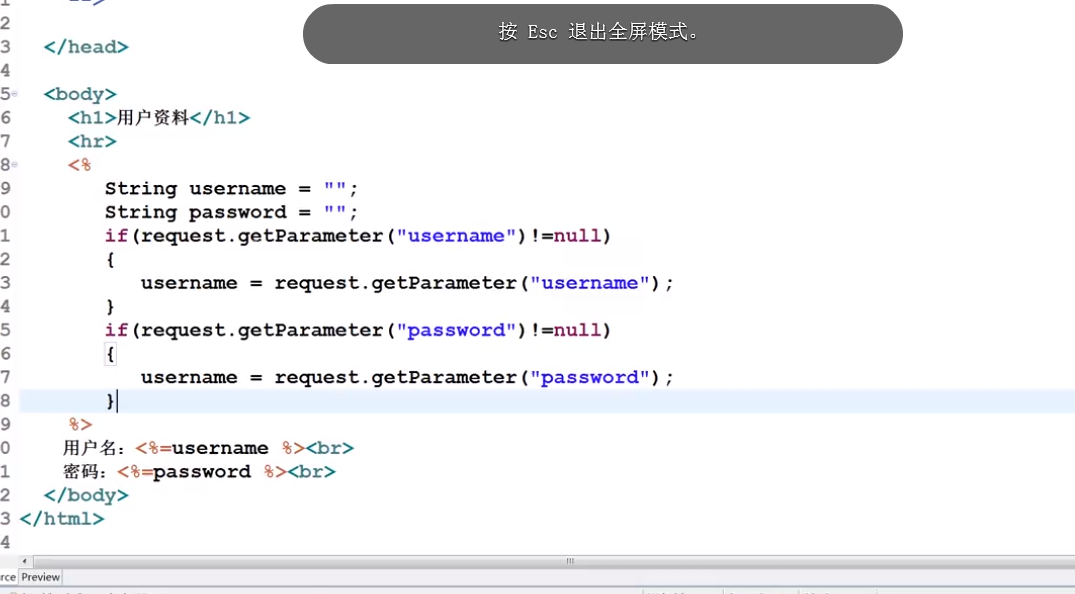 按 Esc 退出全屏模式。
2
3 </head>
4
5 <body>
6 <h1>用户资料</h1>
7 <hr>
8 <%
9 String username = "";
0 String password = "";
1 if(request.getParameter("username")!=null)
2 {
3 username = request.getParameter("username");
4 }
5 if(request.getParameter("password")!=null)
6 {
7 username = request.getParameter("password");
8 }
9 %>
0 用户名：<%=username %><br>
1 密码：<%=password %><br>
2 </body>
3 </html>
4
rce Preview